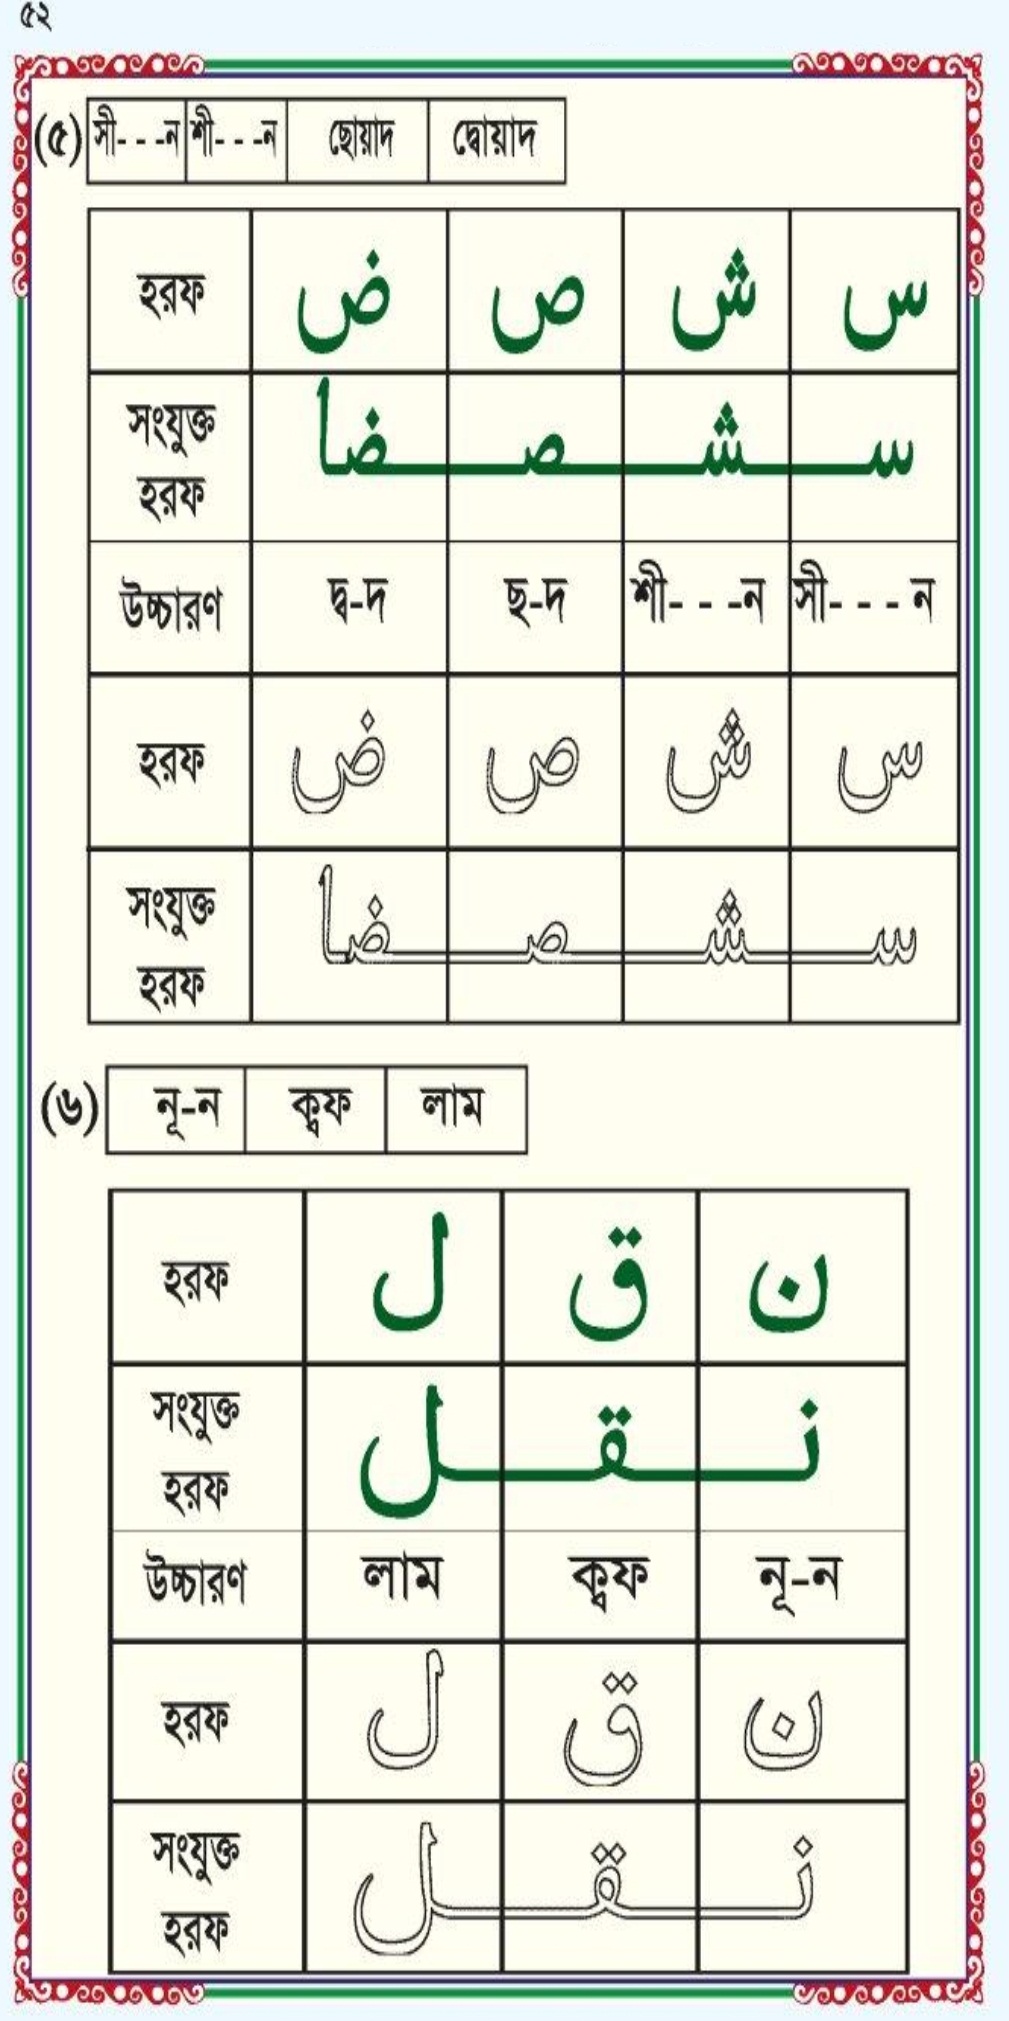 ৫২
(৫) সী- - -ন শী- - -ন ছোয়াদ দ্বোয়াদ
হরফ ض ص ش س
সংযুক্ত হরফ سـشـصـضا
উচ্চারণ দ্ব-দ ছ-দ শী- - -ন সী- - - ন
হরফ ض ص ش س
সংযুক্ত হরফ سـشـصـضا
(৬) নূ-ন ক্বফ লাম
হরফ ل ق ن
সংযুক্ত হরফ نـقـل
উচ্চারণ লাম ক্বফ নূ-ন
হরফ ل ق ن
সংযুক্ত হরফ نـقـل